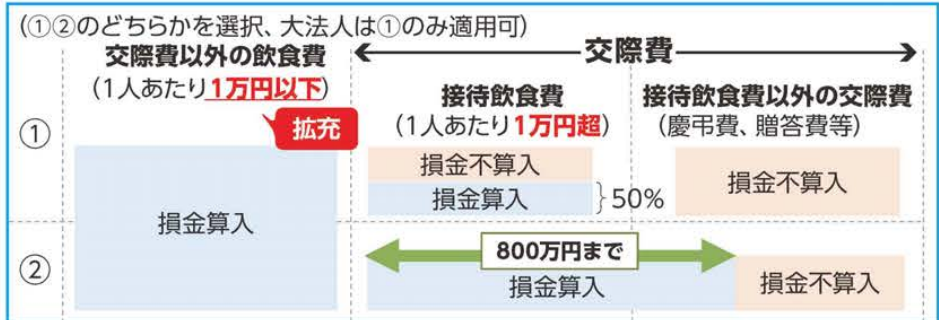 (①②のどちらかを選択、大法人は①のみ適用可)
交際費以外の飲食費
(1人あたり1万円以下)
拡充
交際費
接待飲食費
(1人あたり1万円超)
接待飲食費以外の交際費
(慶弔費、贈答費等)
①
損金算入
損金不算入
損金算入
}50%
損金不算入
②
800万円まで
損金算入
損金不算入